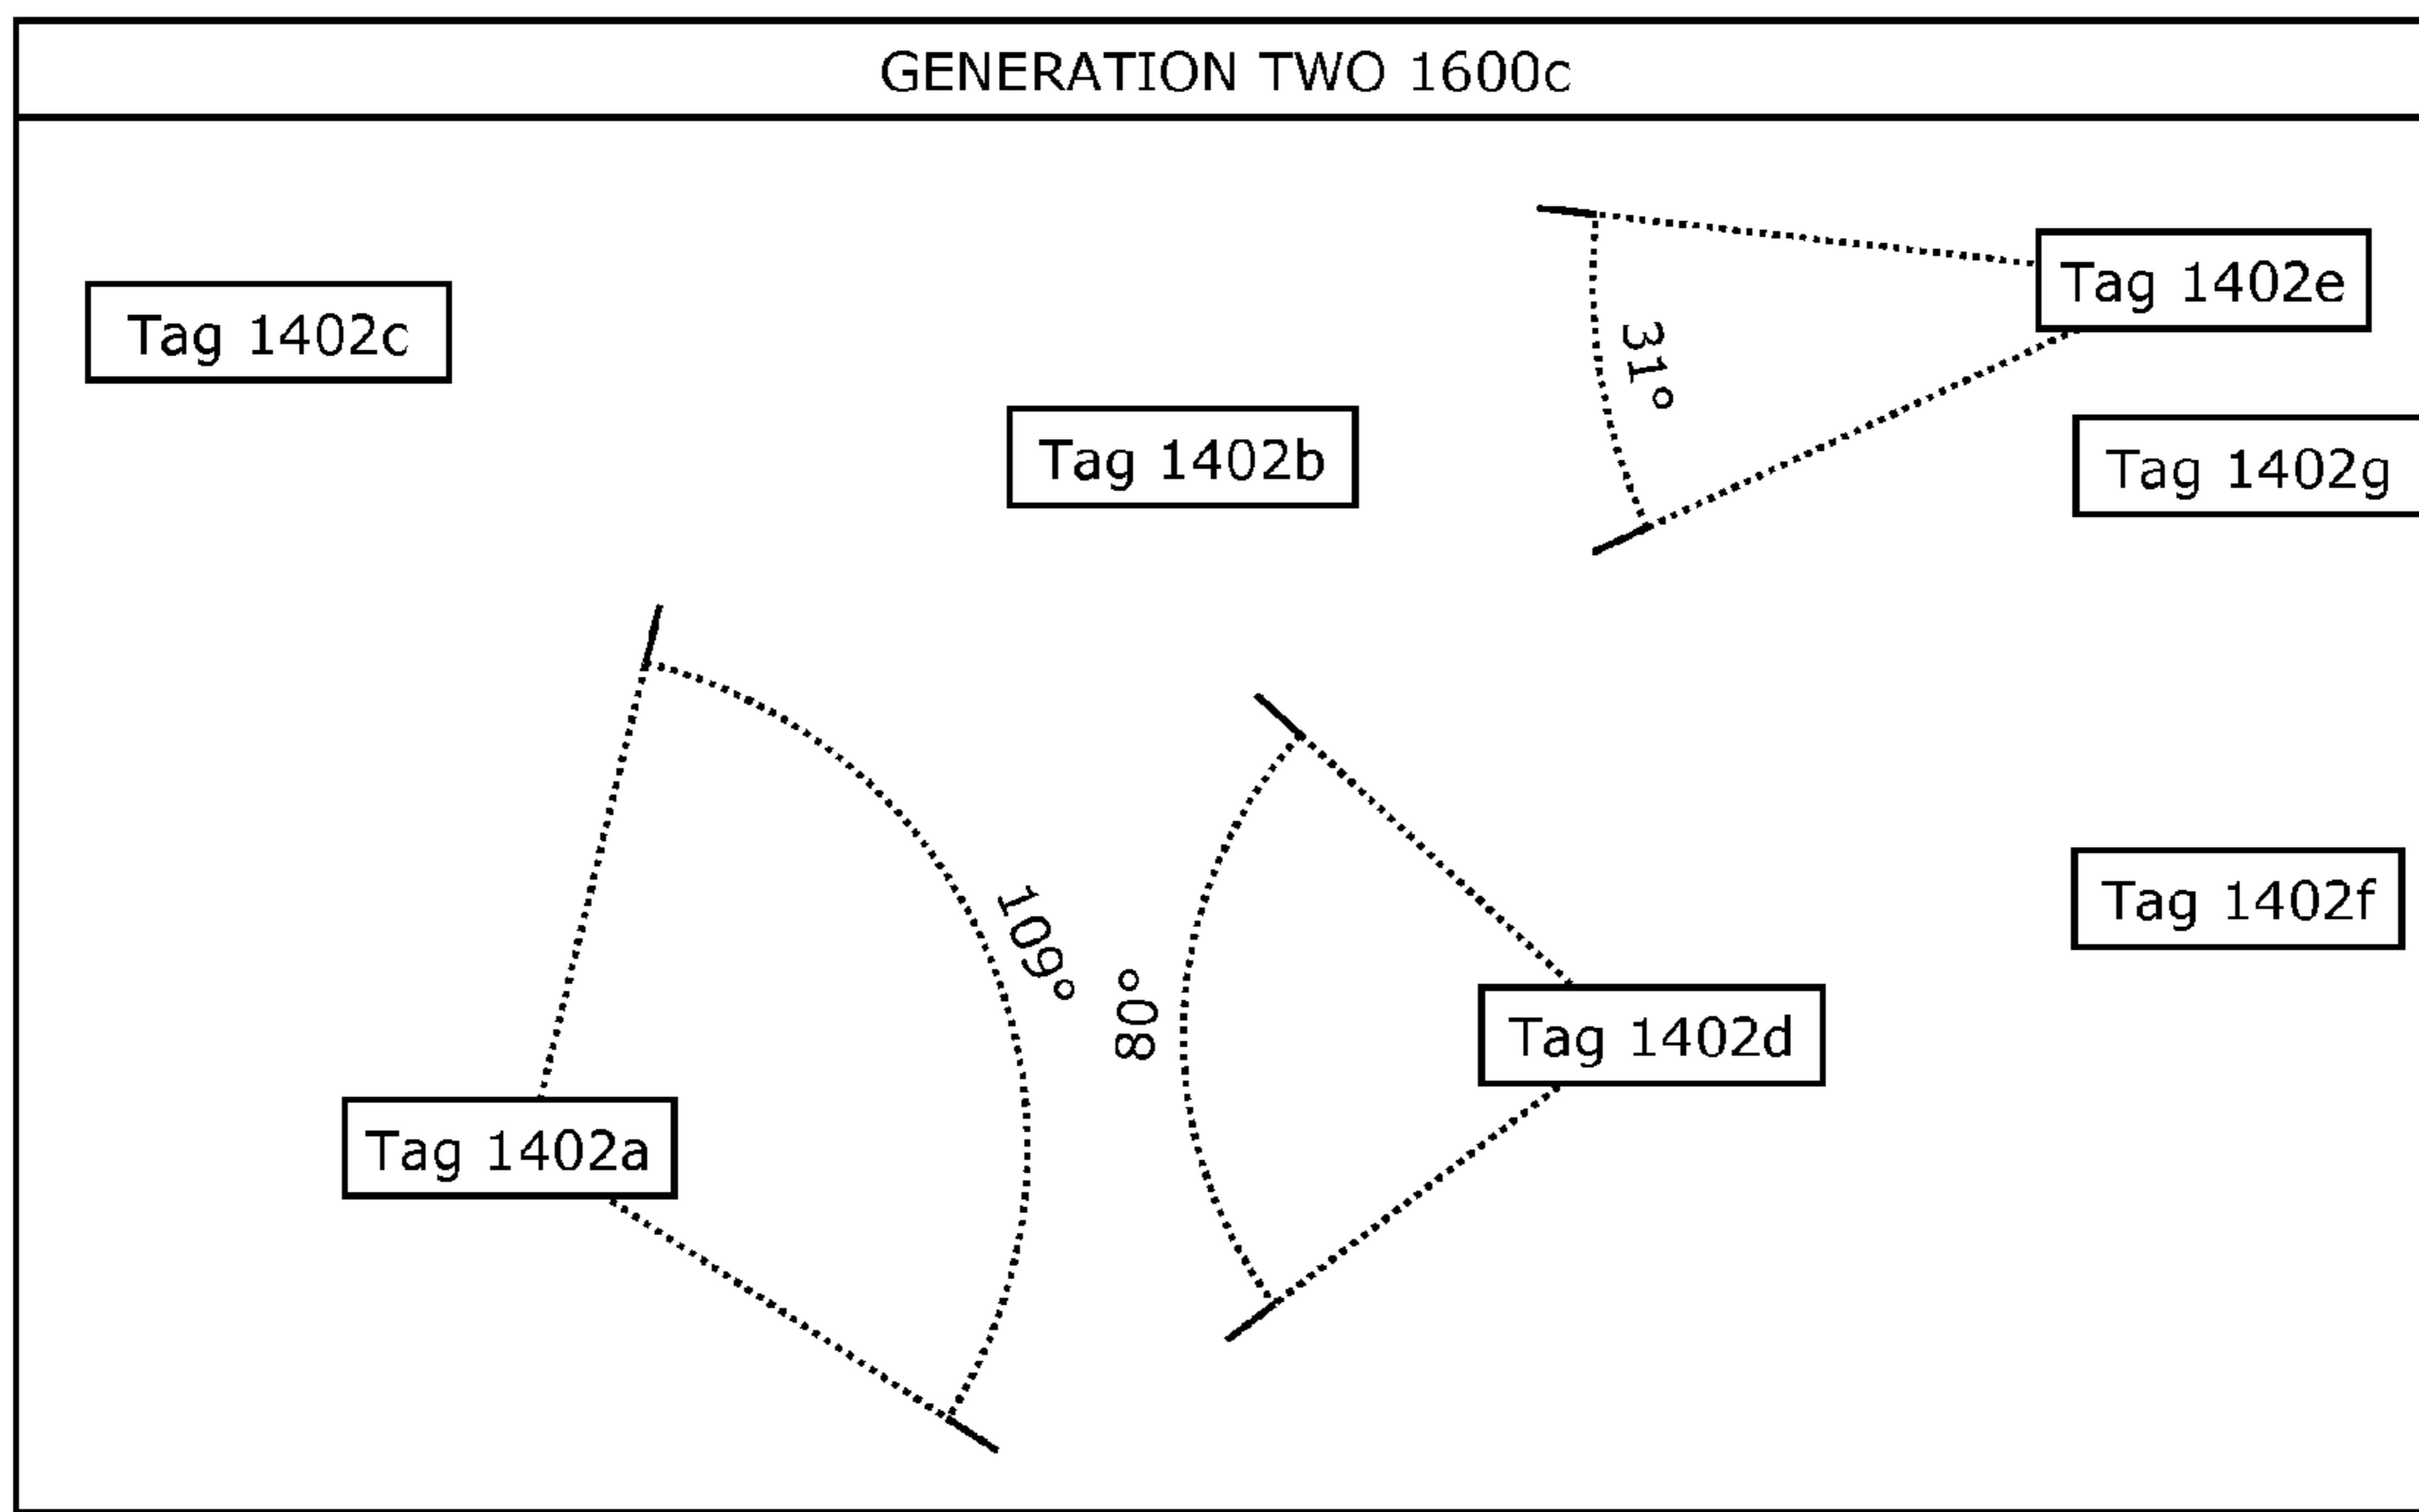 GENERATION TWO 1600c
Tag 1402e
Tag 1402c
31°
Tag 1402b
Tag 1402g
Tag 1402f
109°
80°
Tag 1402d
Tag 1402a